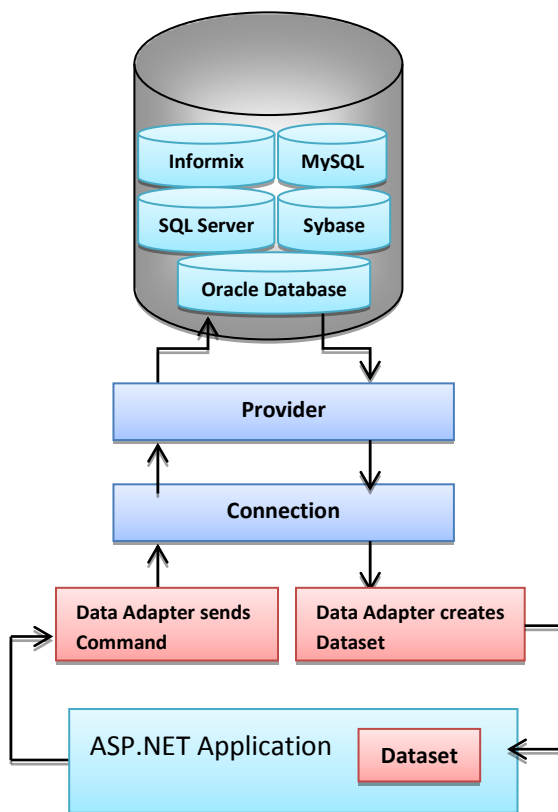 Informix
MySQL
SQL Server
Sybase
Oracle Database
Provider
Connection
Data Adapter sends
Command
Data Adapter creates
Dataset
ASP.NET Application
Dataset